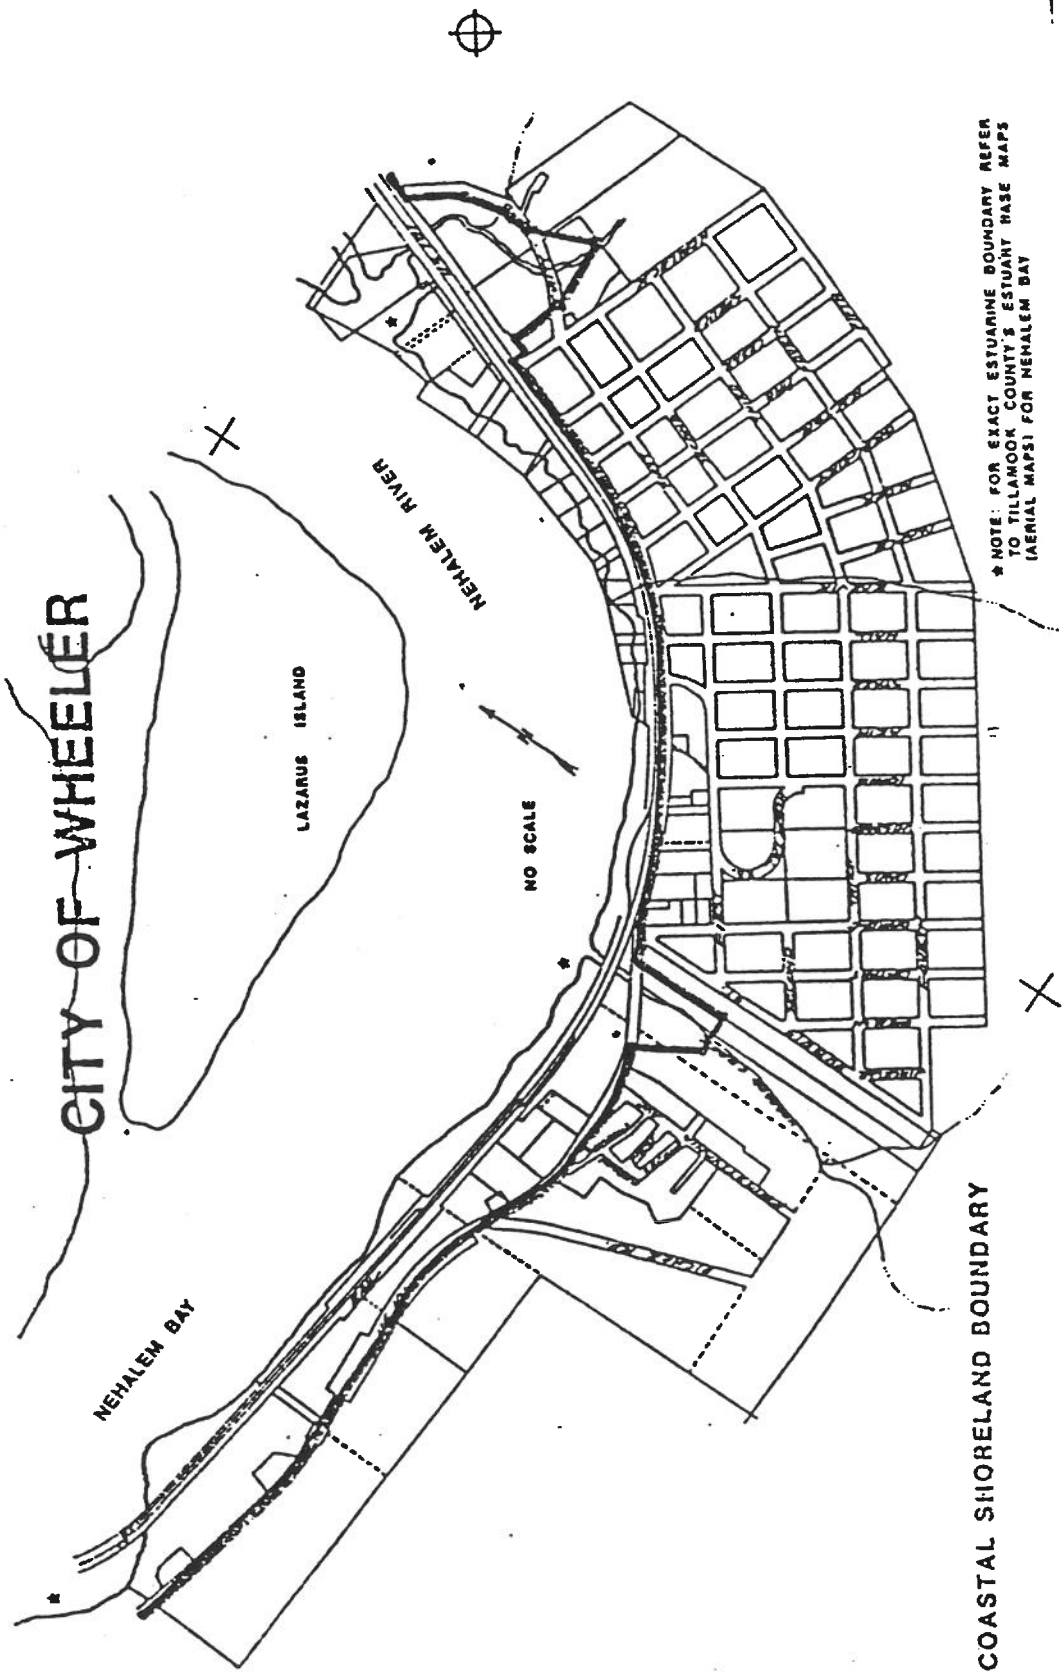 CITY OF WHEELER
NEHALEM BAY
LAZARUS ISLAND
NEHALEM RIVER
N
NO SCALE
COASTAL SHORELAND BOUNDARY
* NOTE: FOR EXACT ESTUARINE BOUNDARY REFER
TO TILLAMOOK COUNTY'S ESTUARY BASE MAPS
(AERIAL MAPS) FOR NEHALEM BAY